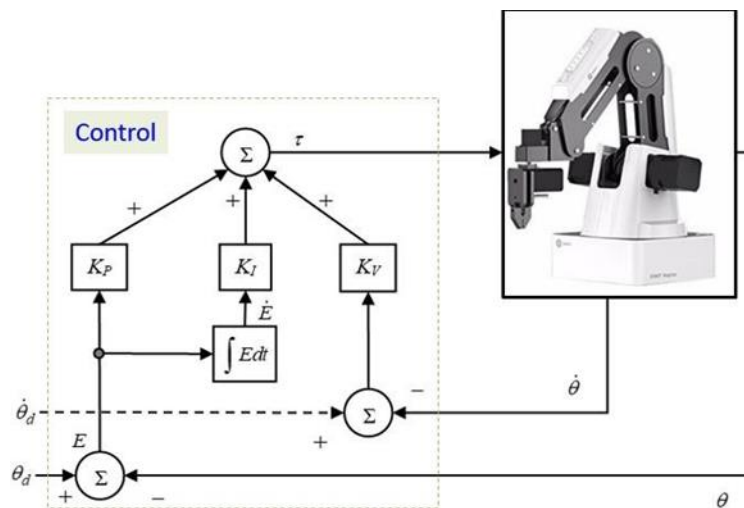 Control
Σ
τ
+
+
+
K_P
K_I
K_V
Ė
∫ Edt
θ̇_d
E
+
Σ
−
θ̇
θ_d
Σ
+
−
θ